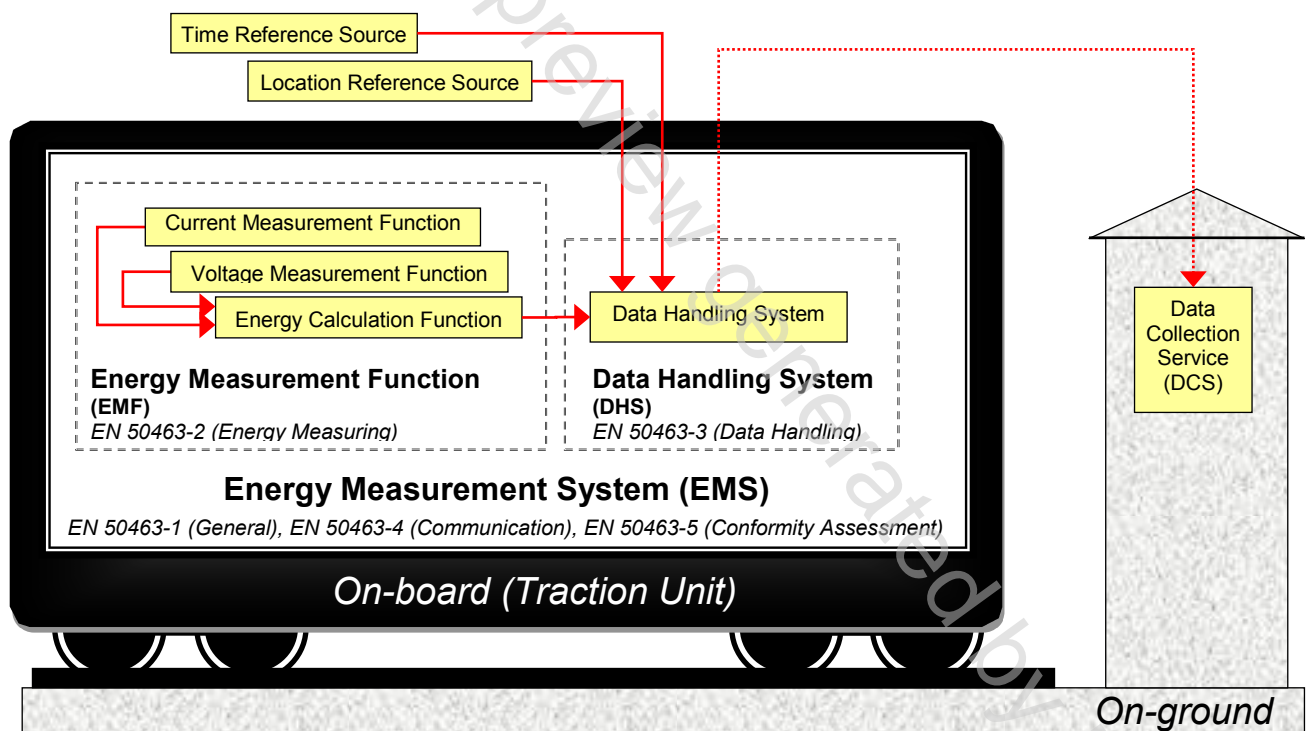 Time Reference Source
Location Reference Source
Current Measurement Function
Voltage Measurement Function
Energy Calculation Function
Data Handling System
Energy Measurement Function
(EMF)
EN 50463-2 (Energy Measuring)
Data Handling System
(DHS)
EN 50463-3 (Data Handling)
Energy Measurement System (EMS)
EN 50463-1 (General), EN 50463-4 (Communication), EN 50463-5 (Conformity Assessment)
On-board (Traction Unit)
Data
Collection
Service
(DCS)
On-ground
preview generated by